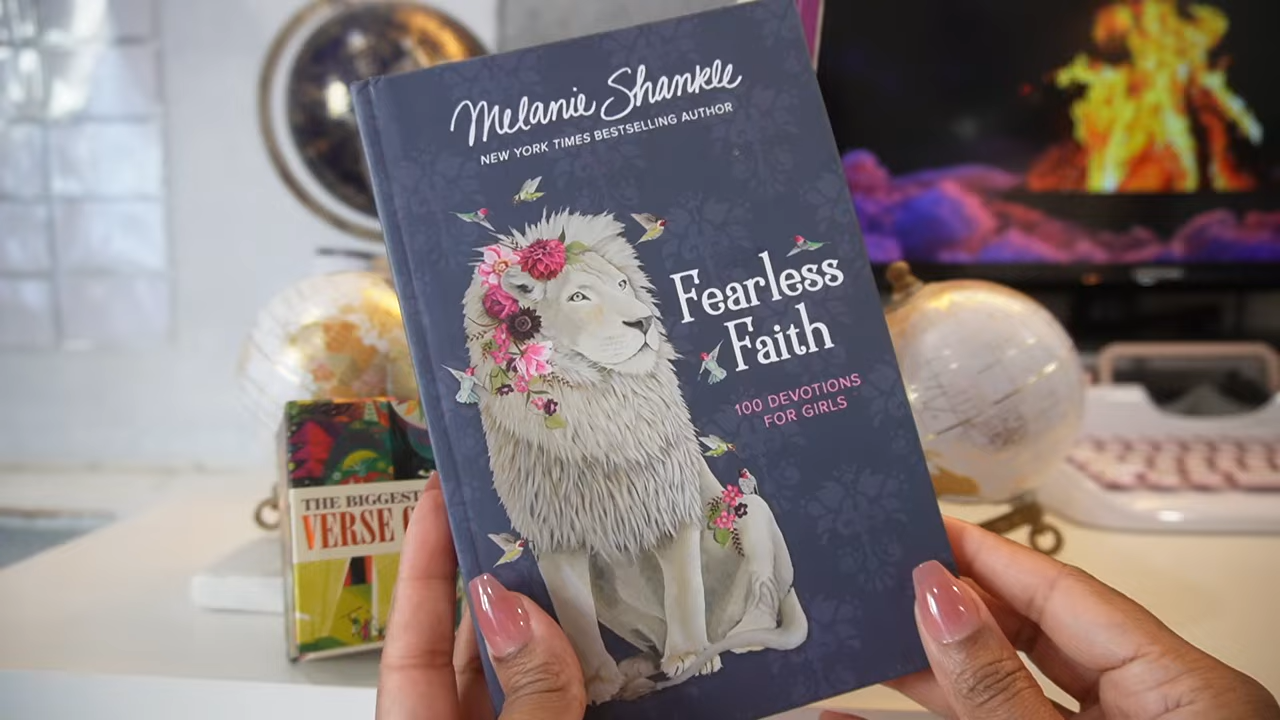 Melanie Shankle
NEW YORK TIMES BESTSELLING AUTHOR
Fearless
Faith
100 DEVOTIONS
FOR GIRLS
THE BIGGEST
VERSE